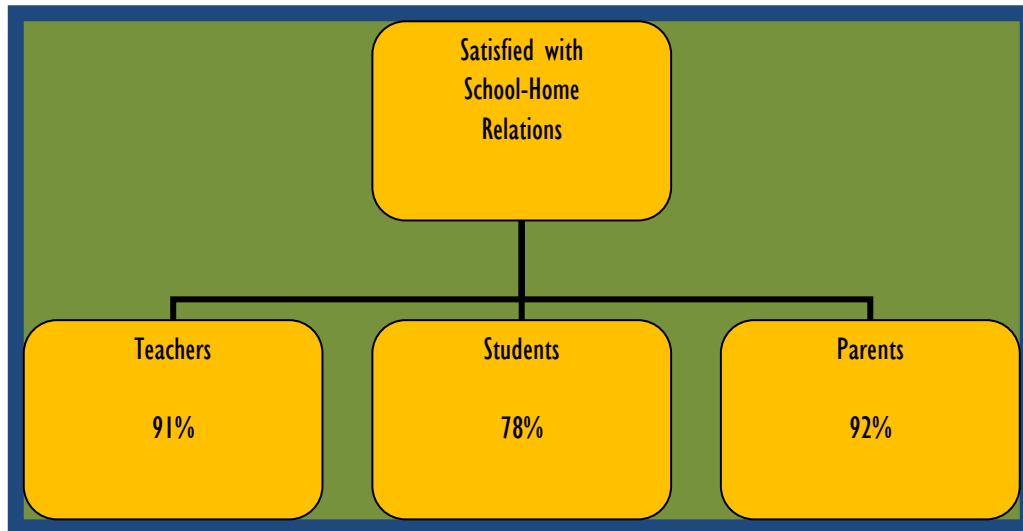 Satisfied with
School-Home
Relations
Teachers
91%
Students
78%
Parents
92%